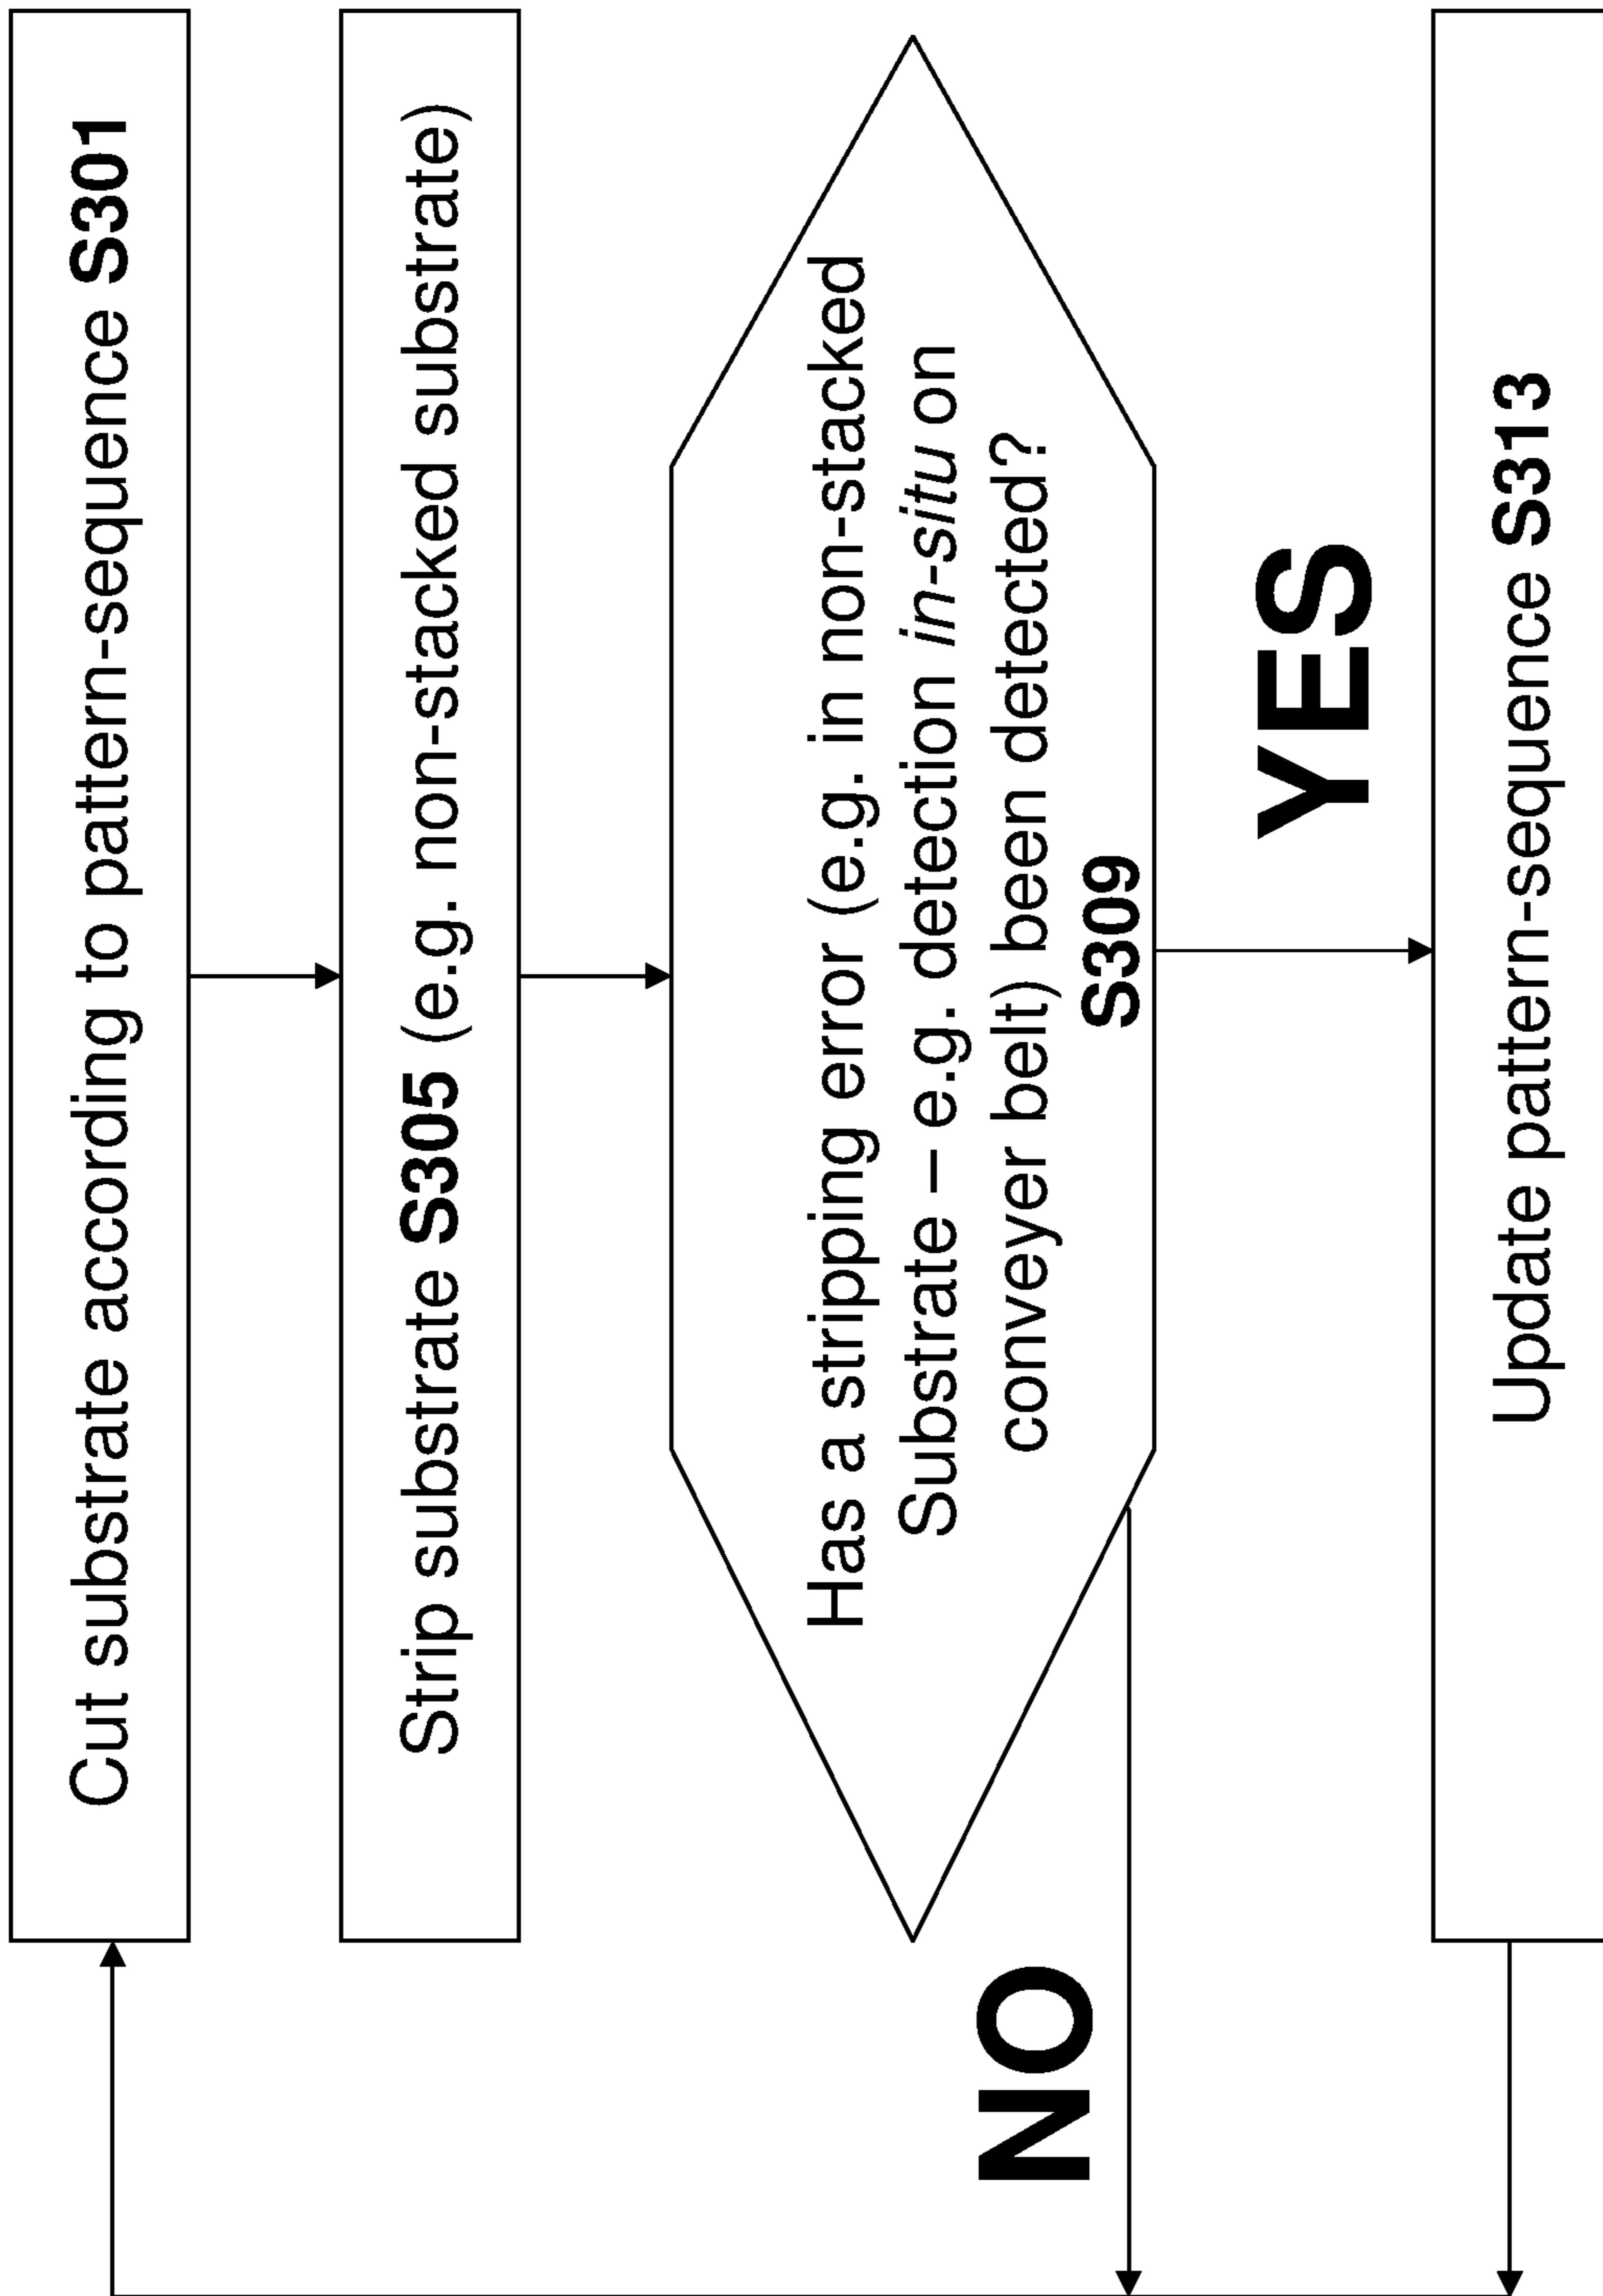 Cut substrate according to pattern-sequence S301
Strip substrate S305 (e.g. non-stacked substrate)
Has a stripping error (e.g. in non-stacked
Substrate – e.g. detection in-situ on
conveyer belt) been detected?
S309
NO
YES
Update pattern-sequence S313